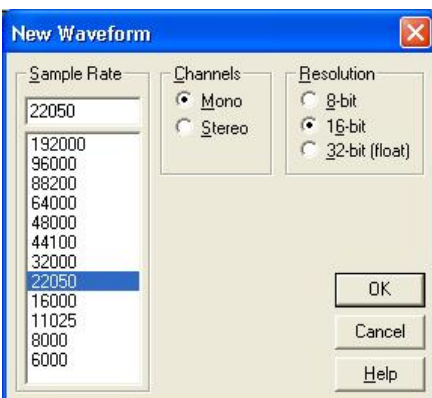 New Waveform
Sample Rate
22050
192000
96000
88200
64000
48000
44100
32000
22050
16000
11025
8000
6000
Channels
Mono
Stereo
Resolution
8-bit
16-bit
32-bit (float)
OK
Cancel
Help